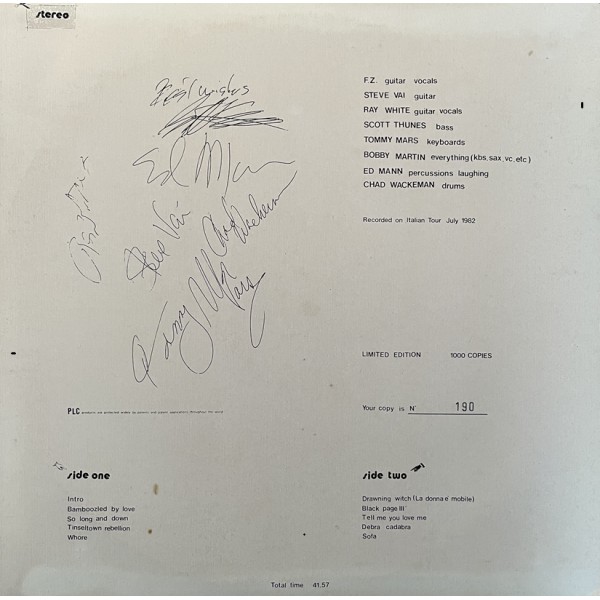 stereo
Best wishes
Ed Mann
Steve Vai
Chad Wackerman
Tommy Mars
F.Z. guitar vocals
STEVE VAI guitar
RAY WHITE guitar vocals
SCOTT THUNES bass
TOMMY MARS keyboards
BOBBY MARTIN everything (kbs, sax, vc, etc)
ED MANN percussions laughing
CHAD WACKEMAN drums
Recorded on Italian Tour July 1982
LIMITED EDITION 1000 COPIES
PLC
Your copy is N° 190
side one
Intro
Bamboozled by love
So long and down
Tinseltown rebellion
Whore
side two
Drawning witch (La donna e' mobile)
Black page III°
Tell me you love me
Debra cadabra
Sofa
Total time 41.57